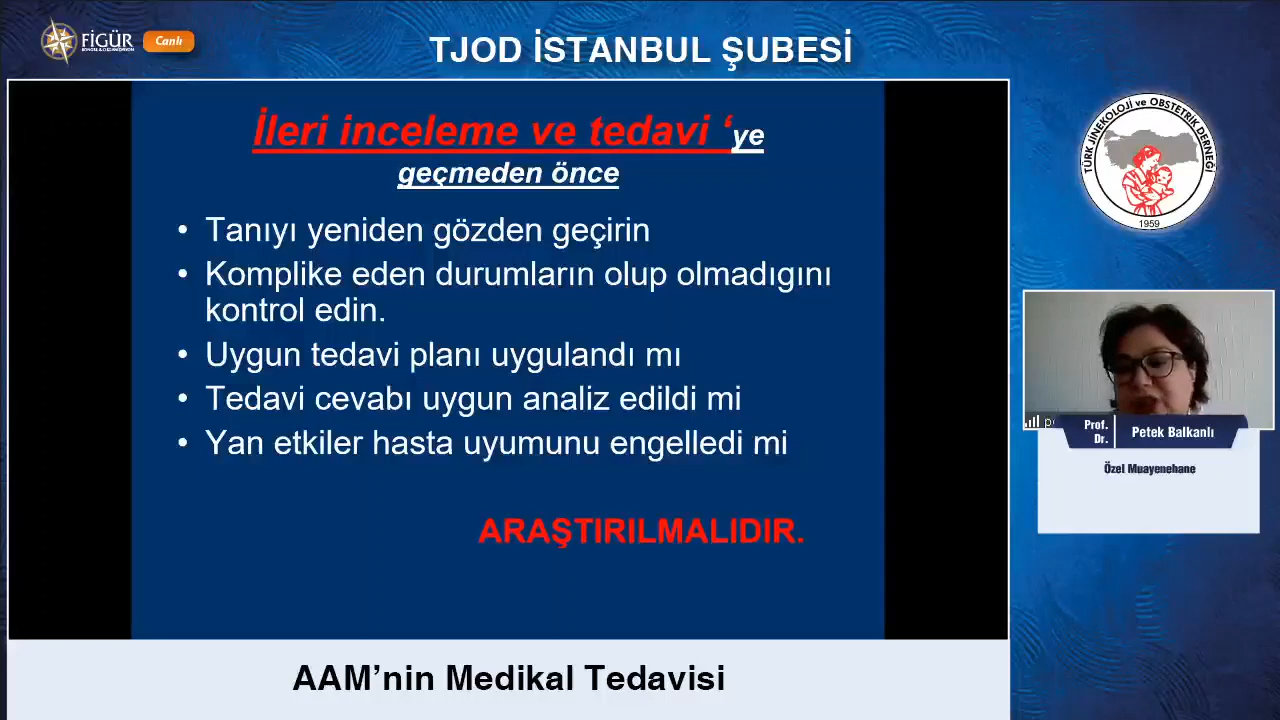 FİGÜR
Canlı
TJOD İSTANBUL ŞUBESİ
İleri inceleme ve tedavi ‘ye
geçmeden önce
• Tanıyı yeniden gözden geçirin
• Komplike eden durumların olup olmadıgını
kontrol edin.
• Uygun tedavi planı uygulandı mı
• Tedavi cevabı uygun analiz edildi mi
• Yan etkiler hasta uyumunu engelledi mi
ARAŞTIRILMALIDIR.
TÜRK JİNEKOLOJİ ve OBSTETRİK DERNEĞİ
1959
Prof.
Dr.
Petek Balkanlı
Özel Muayenehane
AAM’nin Medikal Tedavisi